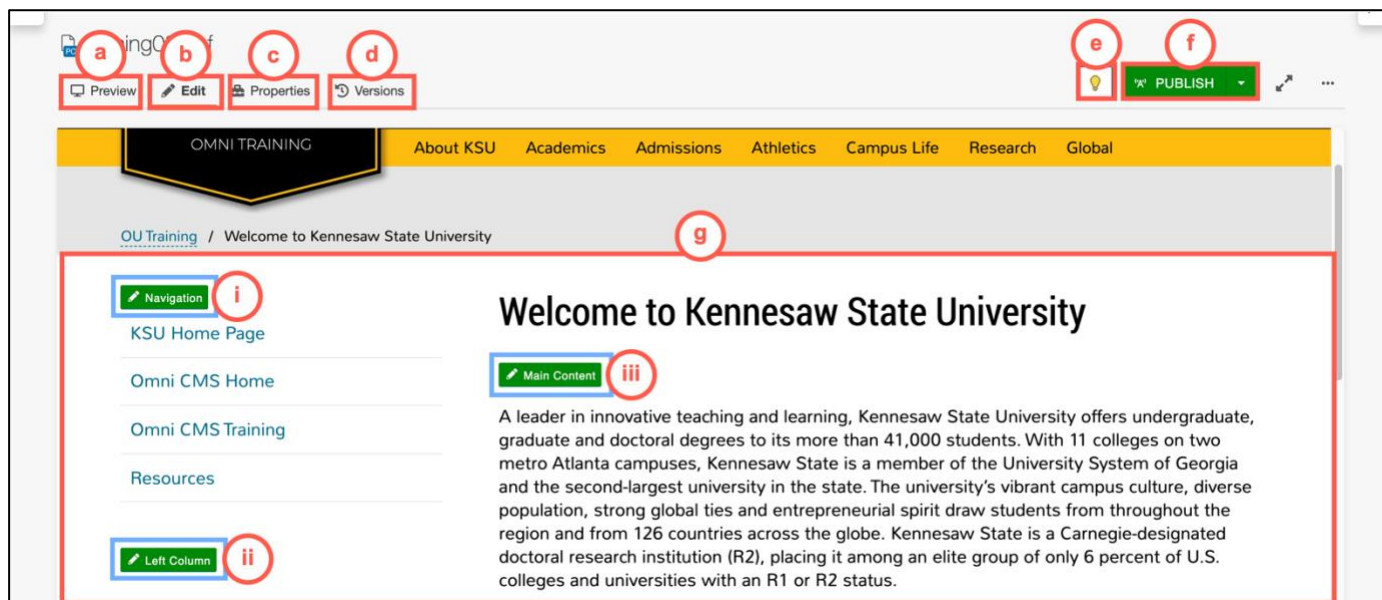 a b c d e f
Preview Edit Properties Versions PUBLISH
OMNI TRAINING
About KSU Academics Admissions Athletics Campus Life Research Global
OU Training / Welcome to Kennesaw State University
g
Navigation i
KSU Home Page
Omni CMS Home
Omni CMS Training
Resources
Left Column ii
Welcome to Kennesaw State University
Main Content iii
A leader in innovative teaching and learning, Kennesaw State University offers undergraduate,
graduate and doctoral degrees to its more than 41,000 students. With 11 colleges on two
metro Atlanta campuses, Kennesaw State is a member of the University System of Georgia
and the second-largest university in the state. The university's vibrant campus culture, diverse
population, strong global ties and entrepreneurial spirit draw students from throughout the
region and from 126 countries across the globe. Kennesaw State is a Carnegie-designated
doctoral research institution (R2), placing it among an elite group of only 6 percent of U.S.
colleges and universities with an R1 or R2 status.